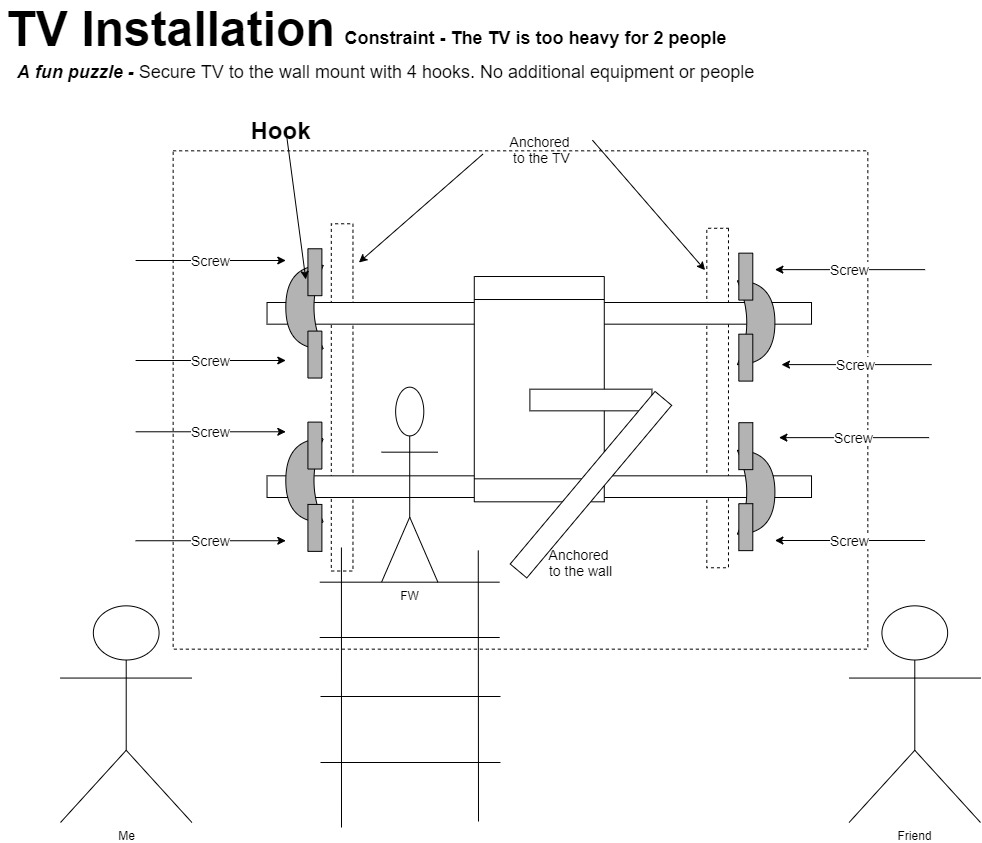 TV Installation Constraint - The TV is too heavy for 2 people
A fun puzzle - Secure TV to the wall mount with 4 hooks. No additional equipment or people
Hook
Anchored
to the TV
Screw
Screw
Screw
Screw
Screw
Screw
Screw
Screw
Anchored
to the wall
FW
Me
Friend